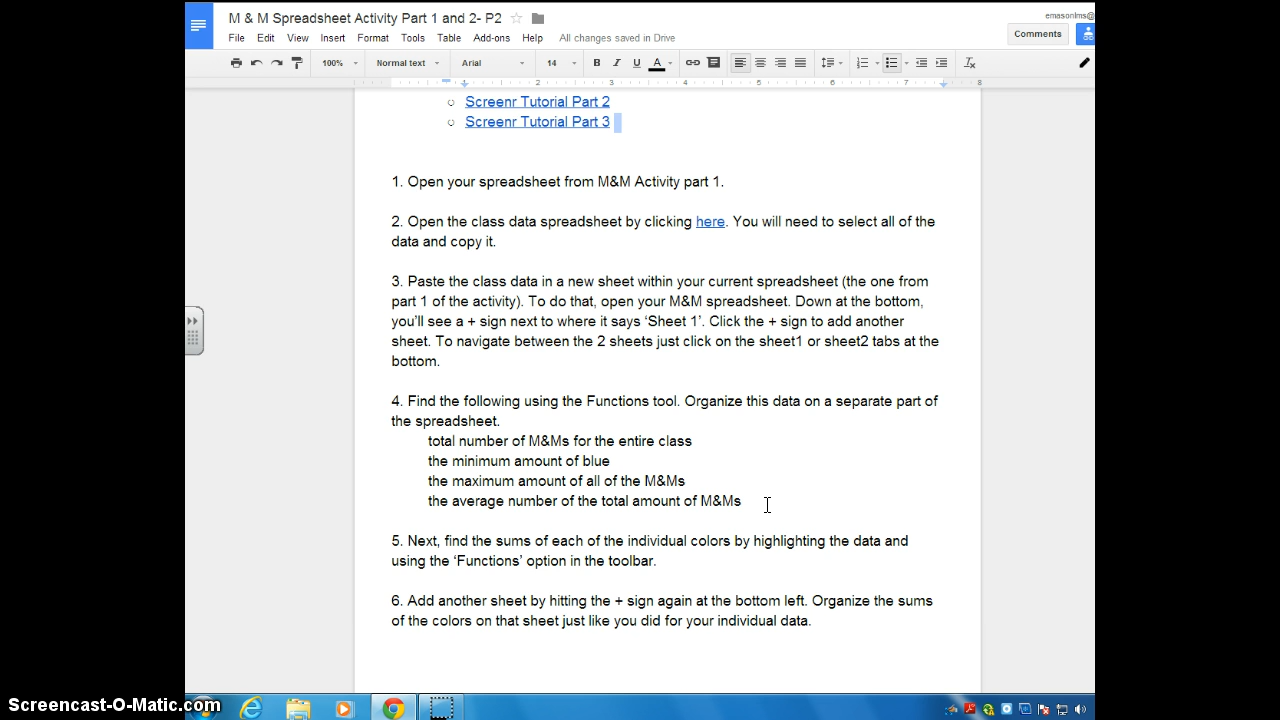 M & M Spreadsheet Activity Part 1 and 2- P2
emasonlms@
File Edit View Insert Format Tools Table Add-ons Help All changes saved in Drive
Comments
100% Normal text Arial 14 B I U A
2 3 4 5 6 7 8
Screenr Tutorial Part 2
Screenr Tutorial Part 3
1. Open your spreadsheet from M&M Activity part 1.
2. Open the class data spreadsheet by clicking here. You will need to select all of the
data and copy it.
3. Paste the class data in a new sheet within your current spreadsheet (the one from
part 1 of the activity). To do that, open your M&M spreadsheet. Down at the bottom,
you’ll see a + sign next to where it says ‘Sheet 1’. Click the + sign to add another
sheet. To navigate between the 2 sheets just click on the sheet1 or sheet2 tabs at the
bottom.
4. Find the following using the Functions tool. Organize this data on a separate part of
the spreadsheet.
total number of M&Ms for the entire class
the minimum amount of blue
the maximum amount of all of the M&Ms
the average number of the total amount of M&Ms
5. Next, find the sums of each of the individual colors by highlighting the data and
using the ‘Functions’ option in the toolbar.
6. Add another sheet by hitting the + sign again at the bottom left. Organize the sums
of the colors on that sheet just like you did for your individual data.
Screencast-O-Matic.com